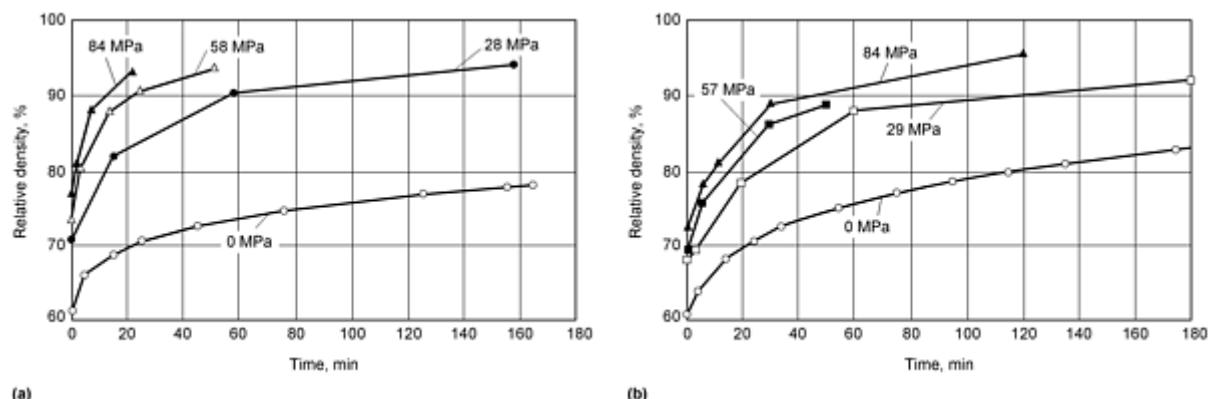 100
90
80
70
60
Relative density, %
84 MPa
58 MPa
28 MPa
0 MPa
0 20 40 60 80 100 120 140 160 180
Time, min
(a)
100
90
80
70
60
Relative density, %
84 MPa
57 MPa
29 MPa
0 MPa
0 20 40 60 80 100 120 140 160 180
Time, min
(b)